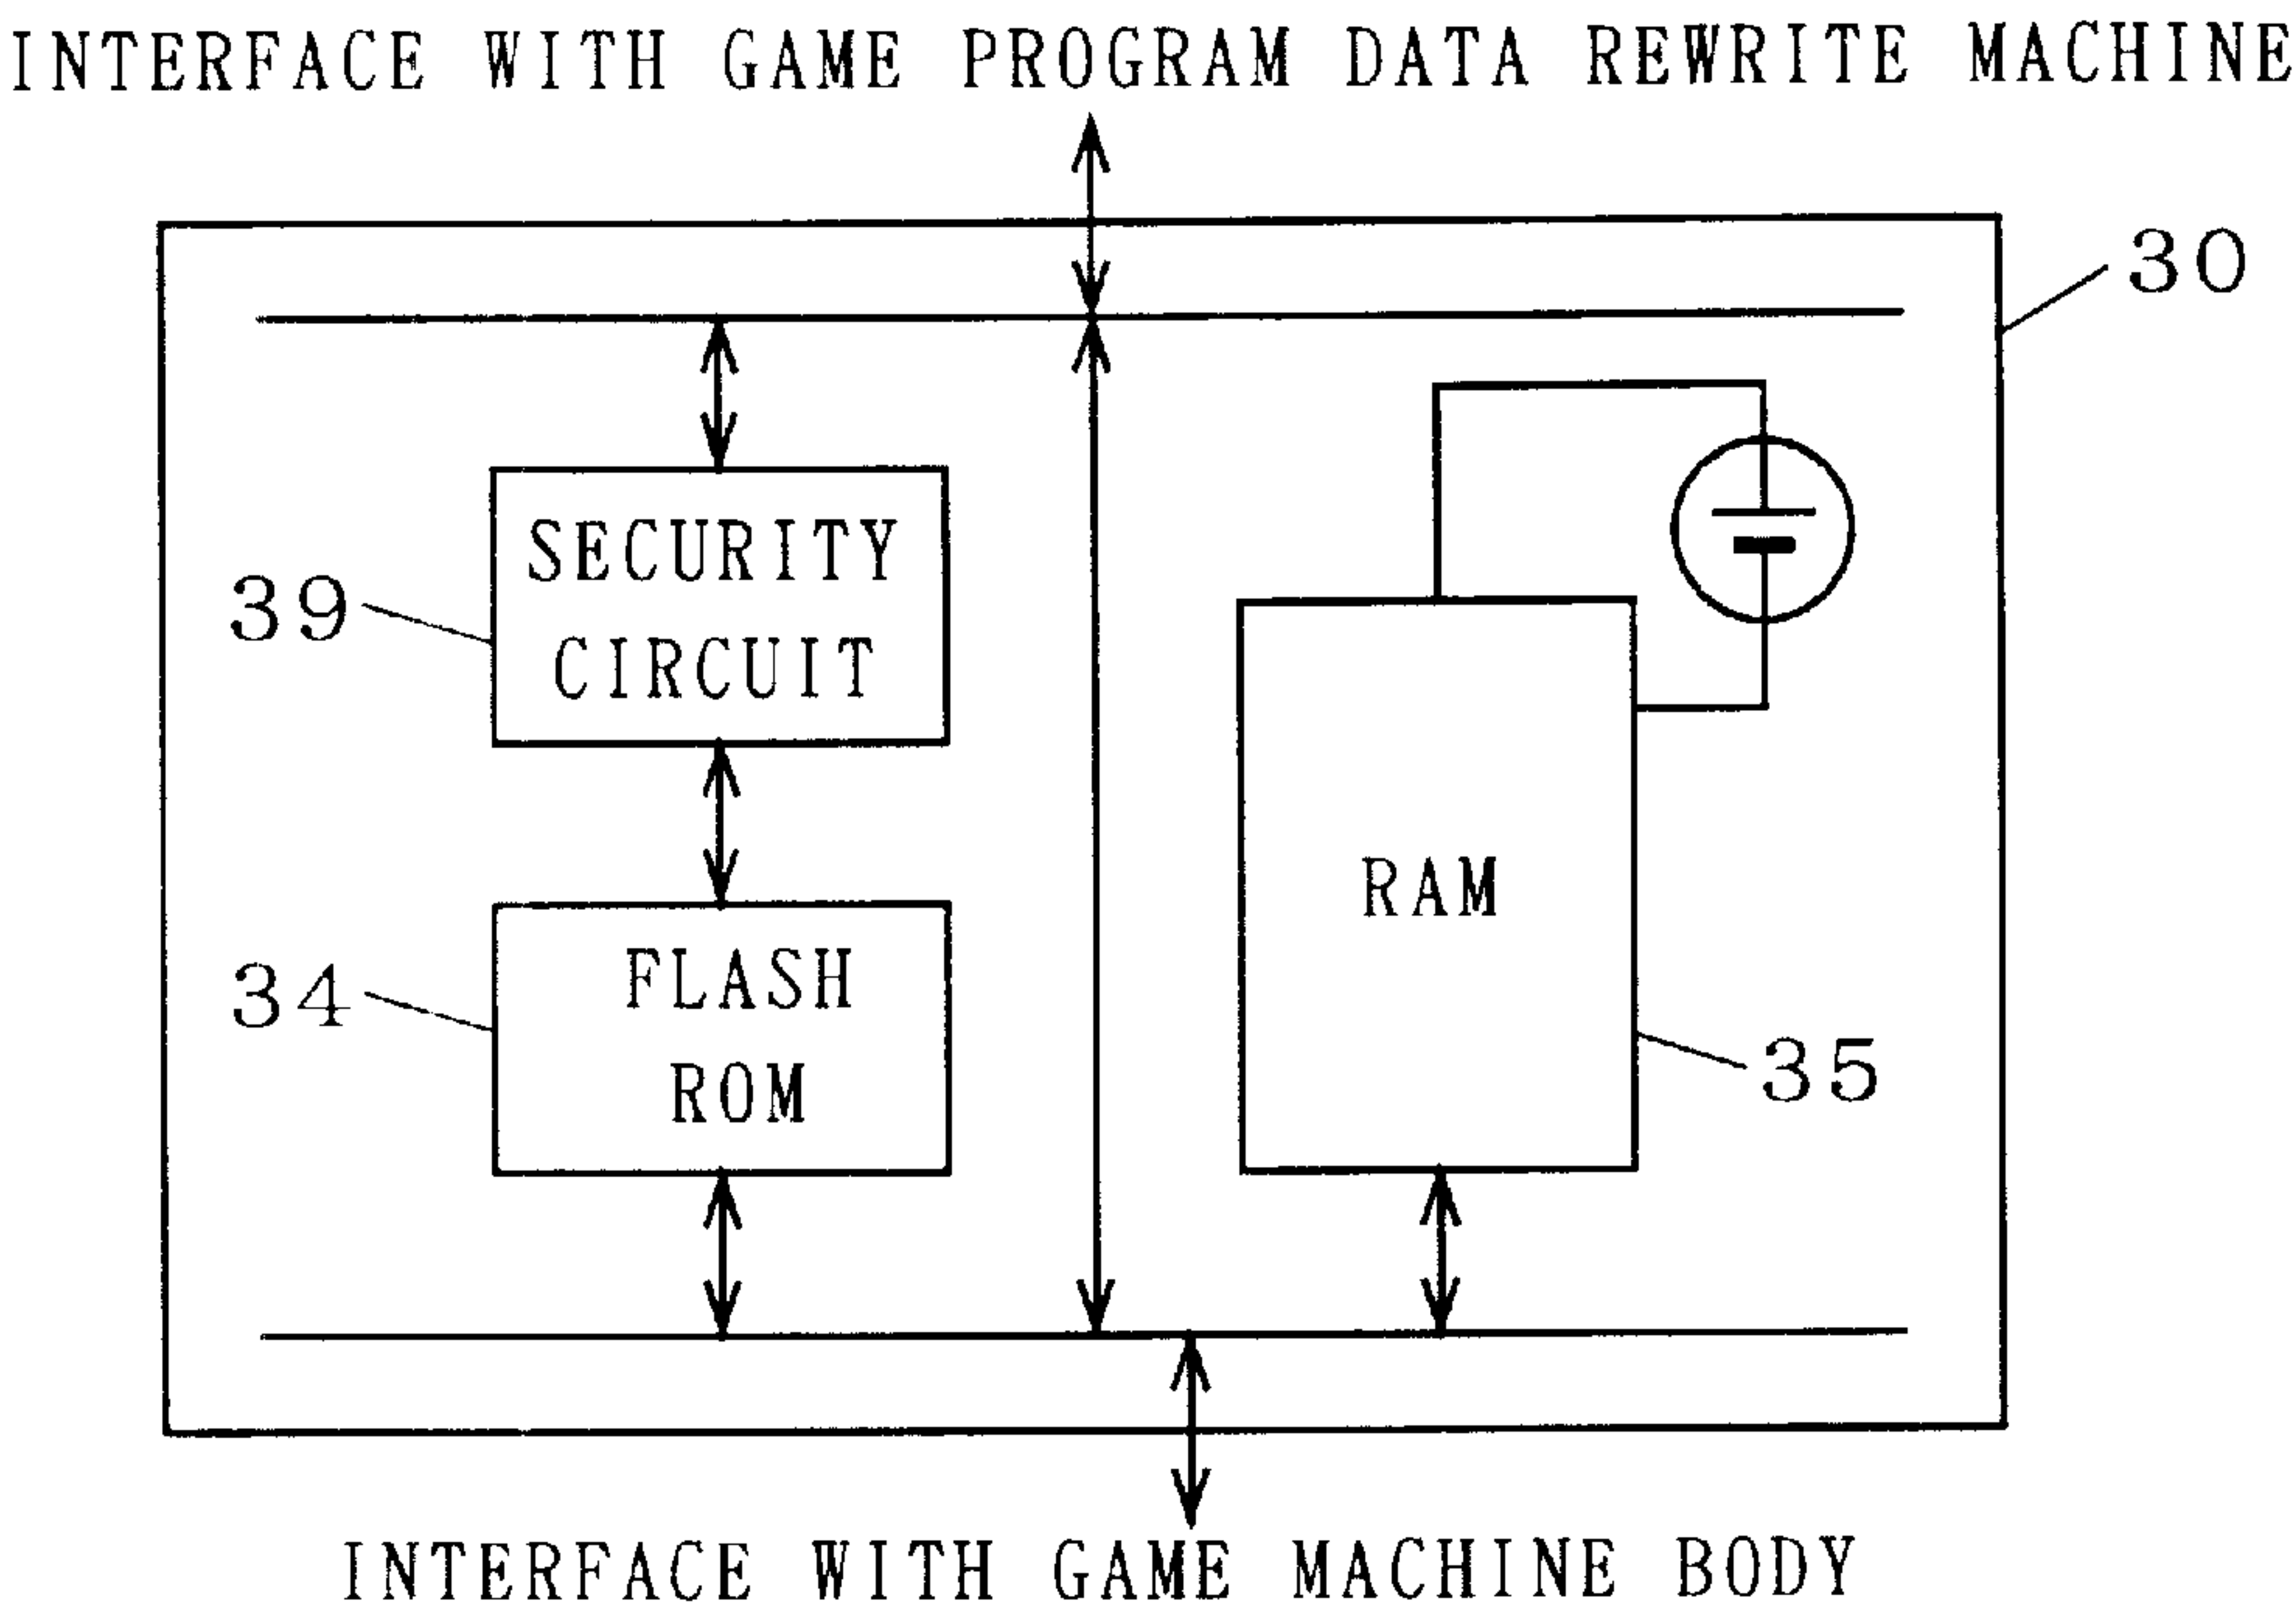 INTERFACE WITH GAME PROGRAM DATA REWRITE MACHINE
30
SECURITY
CIRCUIT
39
RAM
FLASH
ROM
34
35
INTERFACE WITH GAME MACHINE BODY